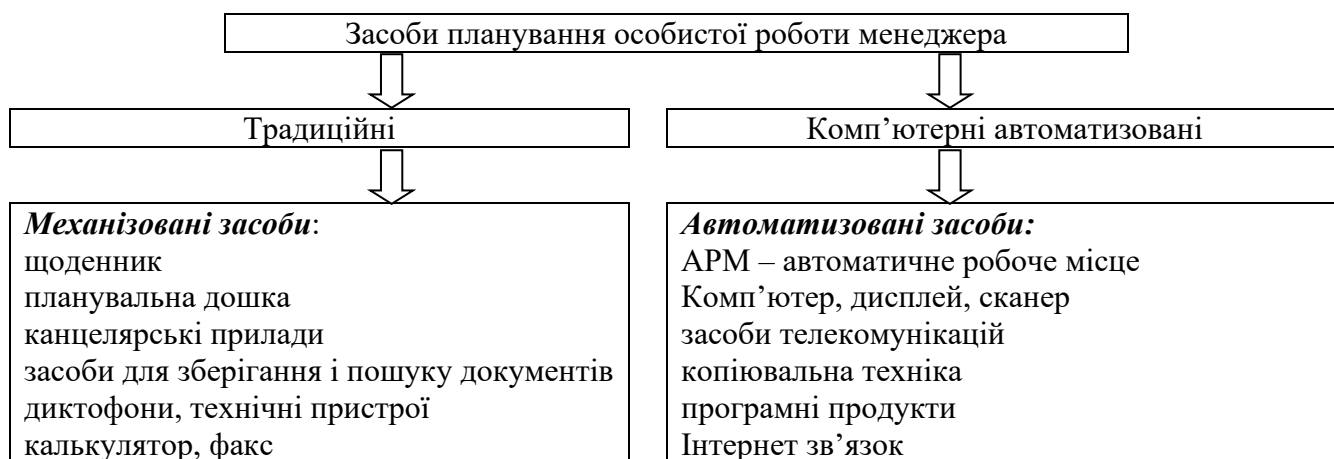 Засоби планування особистої роботи менеджера
Традиційні
Комп’ютерні автоматизовані
Механізовані засоби:
щоденник
планувальна дошка
канцелярські прилади
засоби для зберігання і пошуку документів
диктофони, технічні пристрої
калькулятор, факс
Автоматизовані засоби:
АРМ – автоматичне робоче місце
Комп’ютер, дисплей, сканер
засоби телекомунікацій
копіювальна техніка
програмні продукти
Інтернет зв’язок